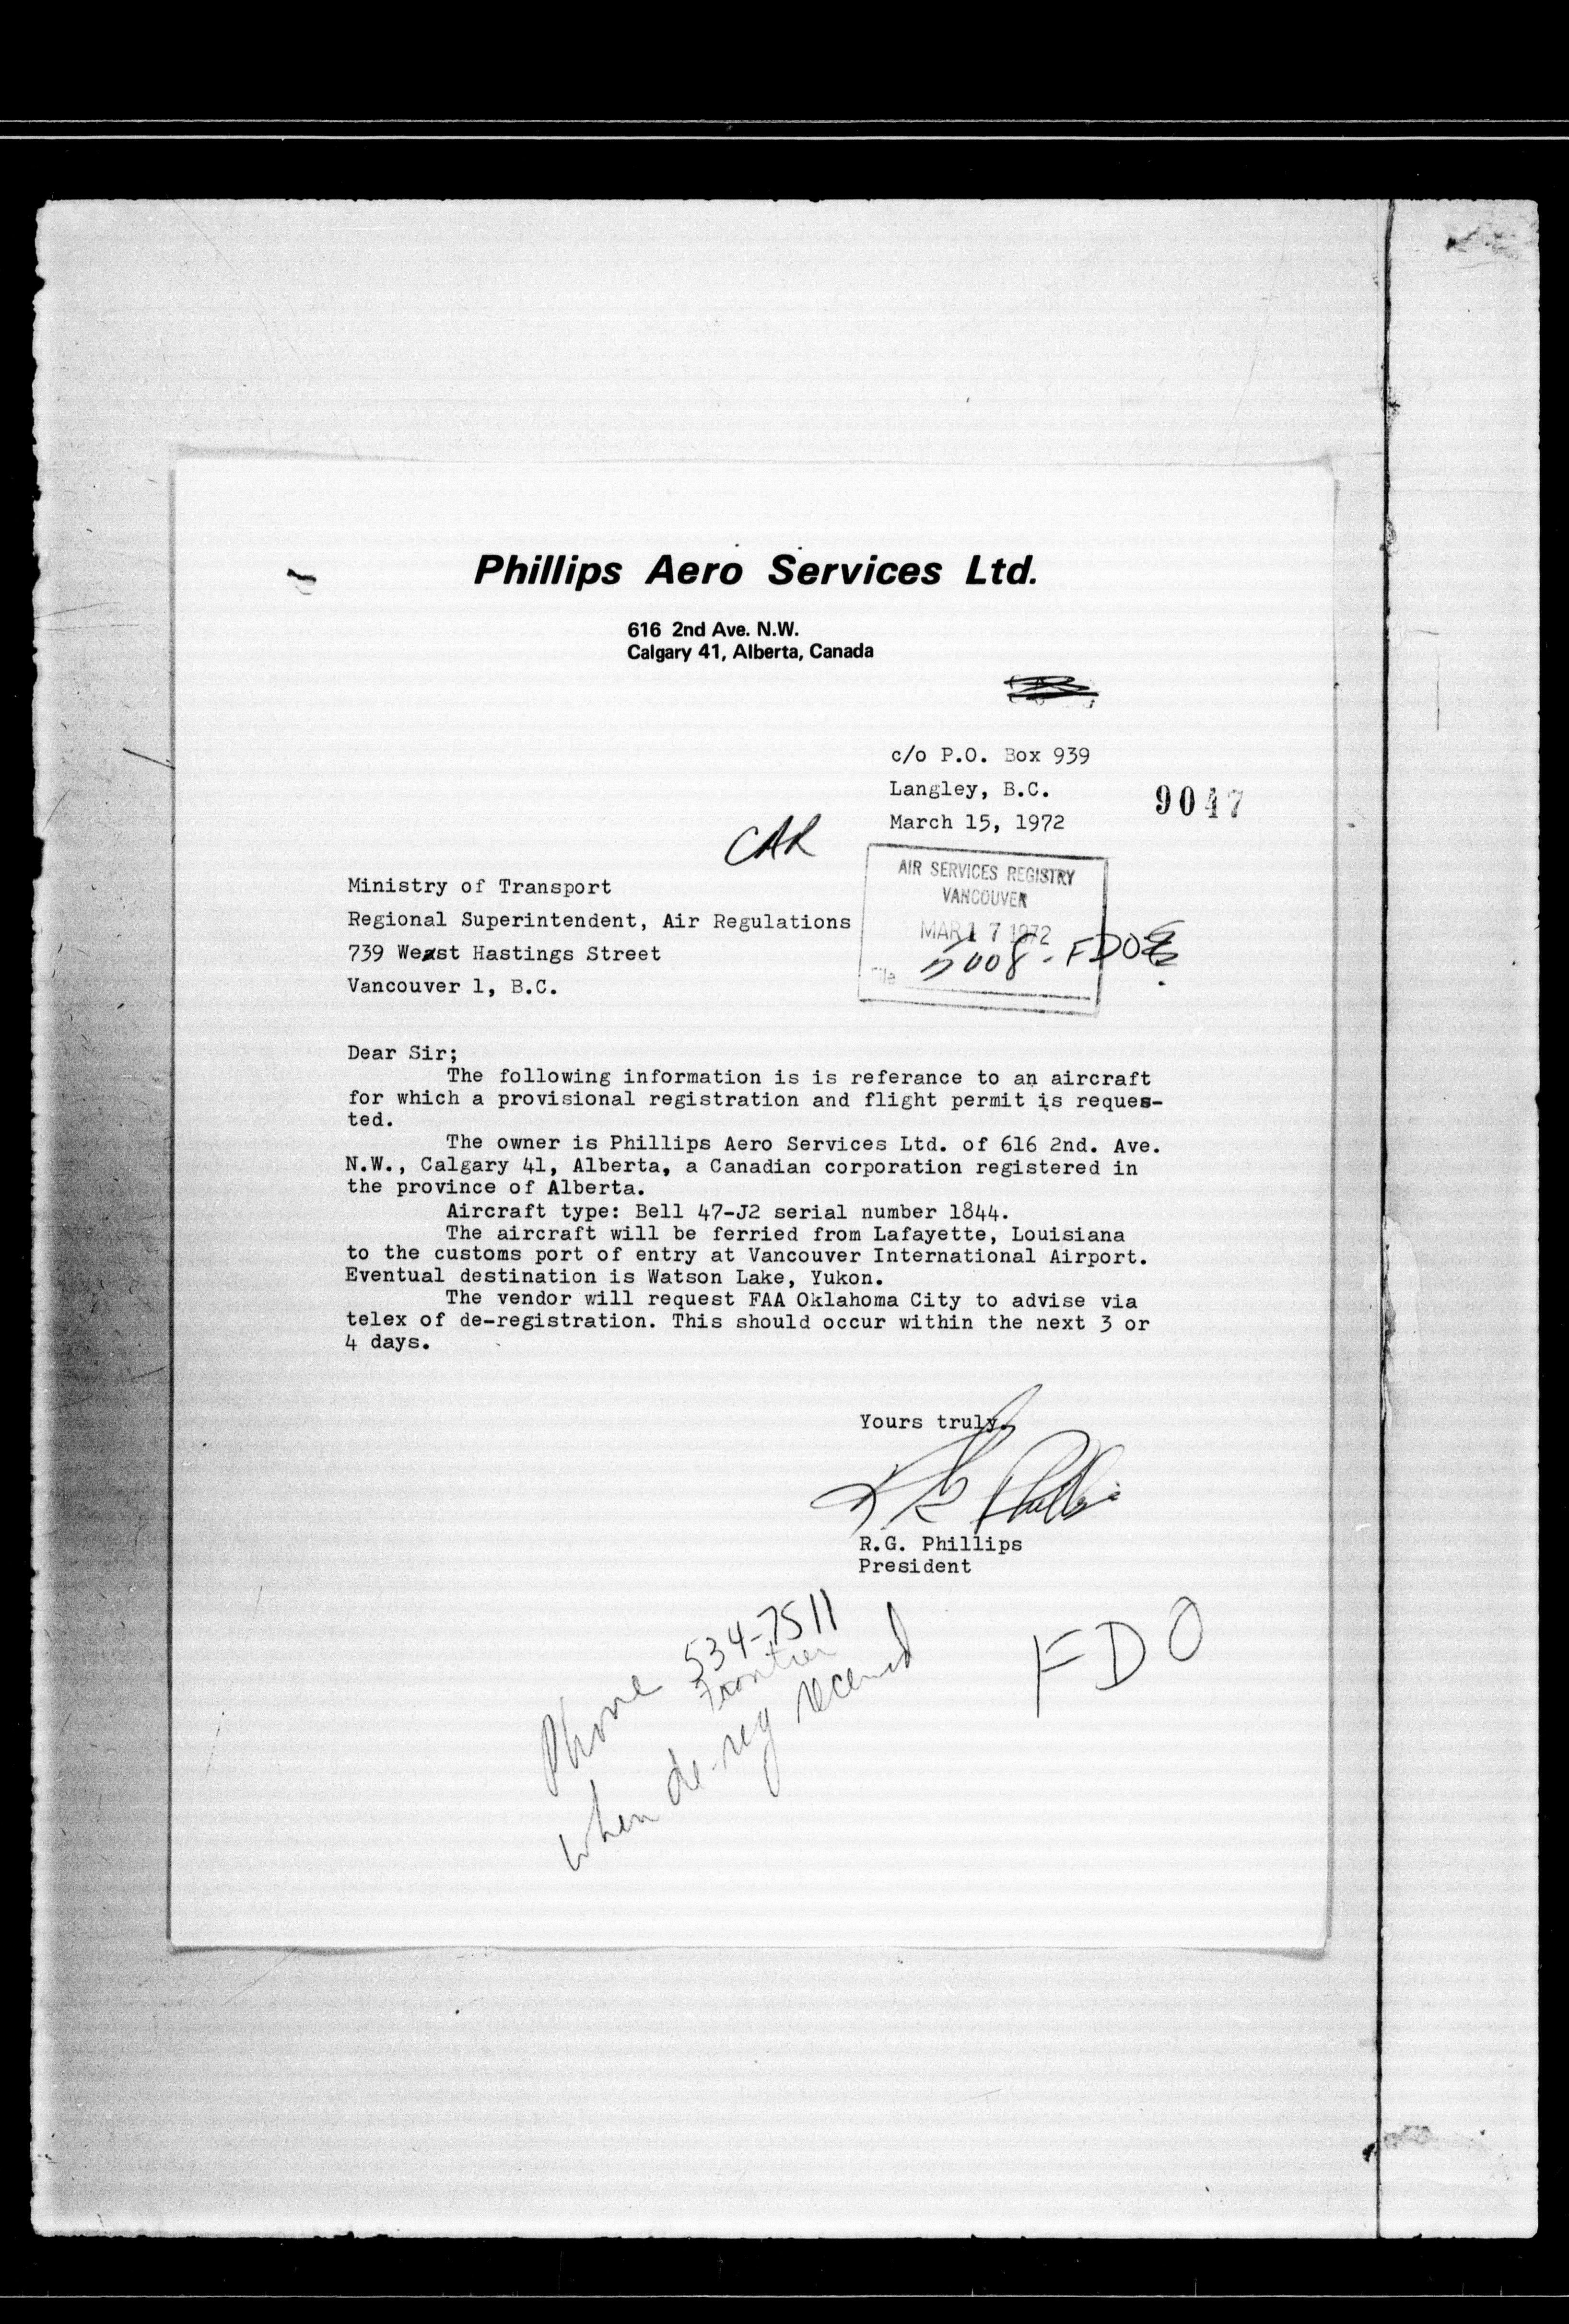 Phillips Aero Services Ltd.
616 2nd Ave. N.W.
Calgary 41, Alberta, Canada
c/o P.O. Box 939
Langley, B.C.
March 15, 1972
9047
CAR
AIR SERVICES REGISTRY
VANCOUVER
MAR 17 1972
File 5008-FDO
Ministry of Transport
Regional Superintendent, Air Regulations
739 West Hastings Street
Vancouver 1, B.C.
Dear Sir;
The following information is is referance to an aircraft
for which a provisional registration and flight permit is reques-
ted.
The owner is Phillips Aero Services Ltd. of 616 2nd. Ave.
N.W., Calgary 41, Alberta, a Canadian corporation registered in
the province of Alberta.
Aircraft type: Bell 47-J2 serial number 1844.
The aircraft will be ferried from Lafayette, Louisiana
to the customs port of entry at Vancouver International Airport.
Eventual destination is Watson Lake, Yukon.
The vendor will request FAA Oklahoma City to advise via
telex of de-registration. This should occur within the next 3 or
4 days.
Yours truly,
R G Phillips
R.G. Phillips
President
Phone 534-7511
Frontier
when de-reg received
FDO